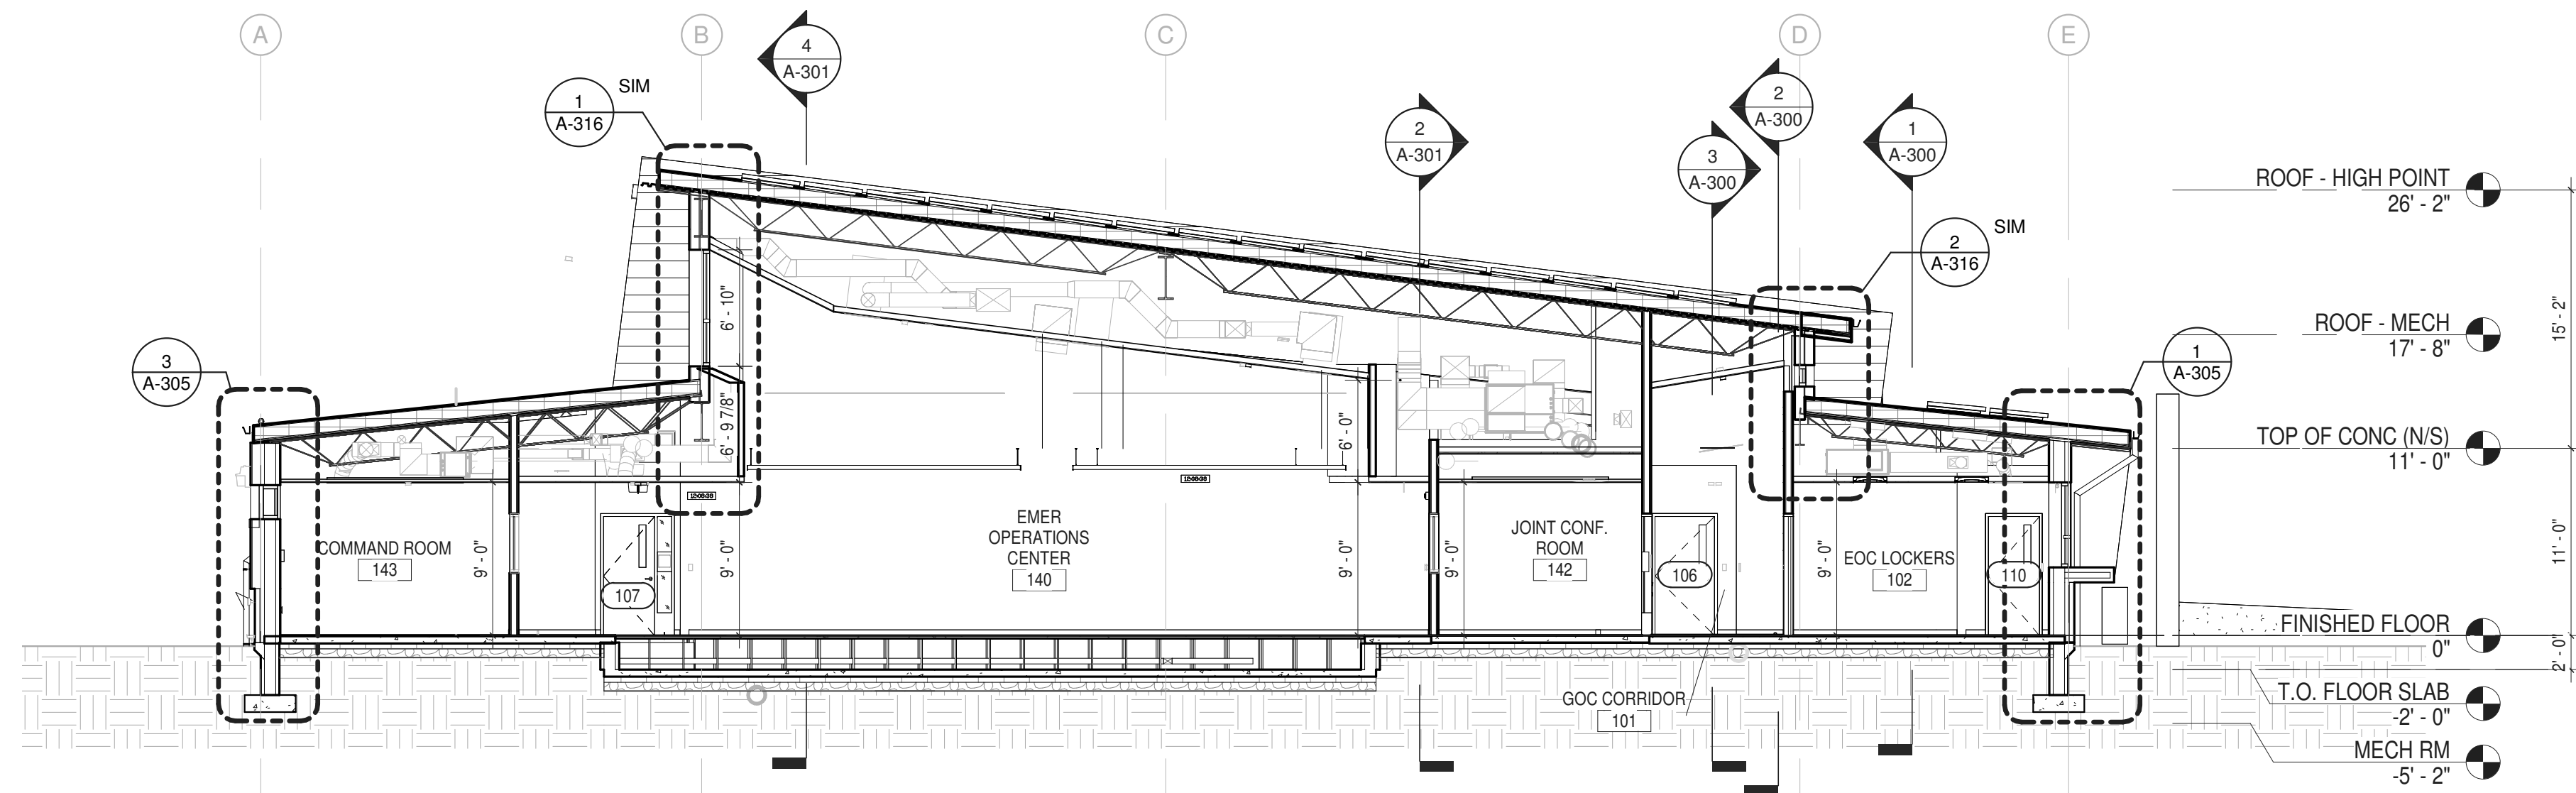 A
B
C
D
E
4
A-301
1
A-316
SIM
2
A-301
3
A-300
2
A-300
1
A-300
2
A-316
SIM
3
A-305
1
A-305
ROOF - HIGH POINT
26' - 2"
ROOF - MECH
17' - 8"
TOP OF CONC (N/S)
11' - 0"
FINISHED FLOOR
0"
T.O. FLOOR SLAB
-2' - 0"
MECH RM
-5' - 2"
15' - 2"
11' - 0"
2' - 0"
6' - 10"
6' - 9 7/8"
6' - 0"
COMMAND ROOM
143
9' - 0"
107
9' - 0"
EMER
OPERATIONS
CENTER
140
9' - 0"
9' - 0"
JOINT CONF.
ROOM
142
106
9' - 0"
EOC LOCKERS
102
110
GOC CORRIDOR
101